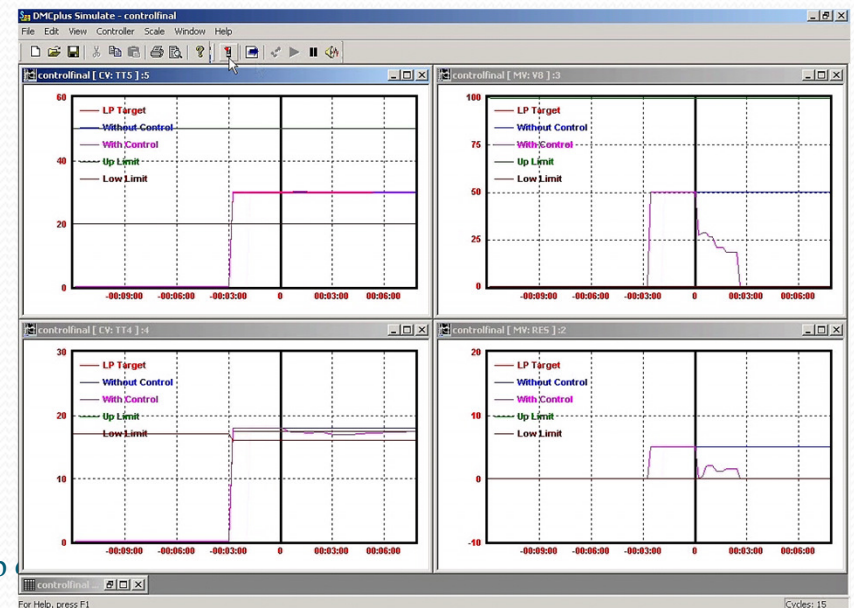 DMCplus Simulate - controlfinal
File Edit View Controller Scale Window Help
controlfinal [ CV: TT5 ]:5
60
40
20
0
LP Target
Without Control
With Control
Up Limit
Low Limit
-00:09:00 -00:06:00 -00:03:00 0 00:03:00 00:06:00
controlfinal [ MV: V8 ]:3
100
75
50
25
0
LP Target
Without Control
With Control
Up Limit
Low Limit
-00:09:00 -00:06:00 -00:03:00 0 00:03:00 00:06:00
controlfinal [ CV: TT4 ]:4
30
20
10
0
LP Target
Without Control
With Control
Up Limit
Low Limit
-00:09:00 -00:06:00 -00:03:00 0 00:03:00 00:06:00
controlfinal [ MV: RES ]:2
20
10
0
-10
LP Target
Without Control
With Control
Up Limit
Low Limit
-00:09:00 -00:06:00 -00:03:00 0 00:03:00 00:06:00
controlfinal ...
For Help, press F1
Cycles: 15